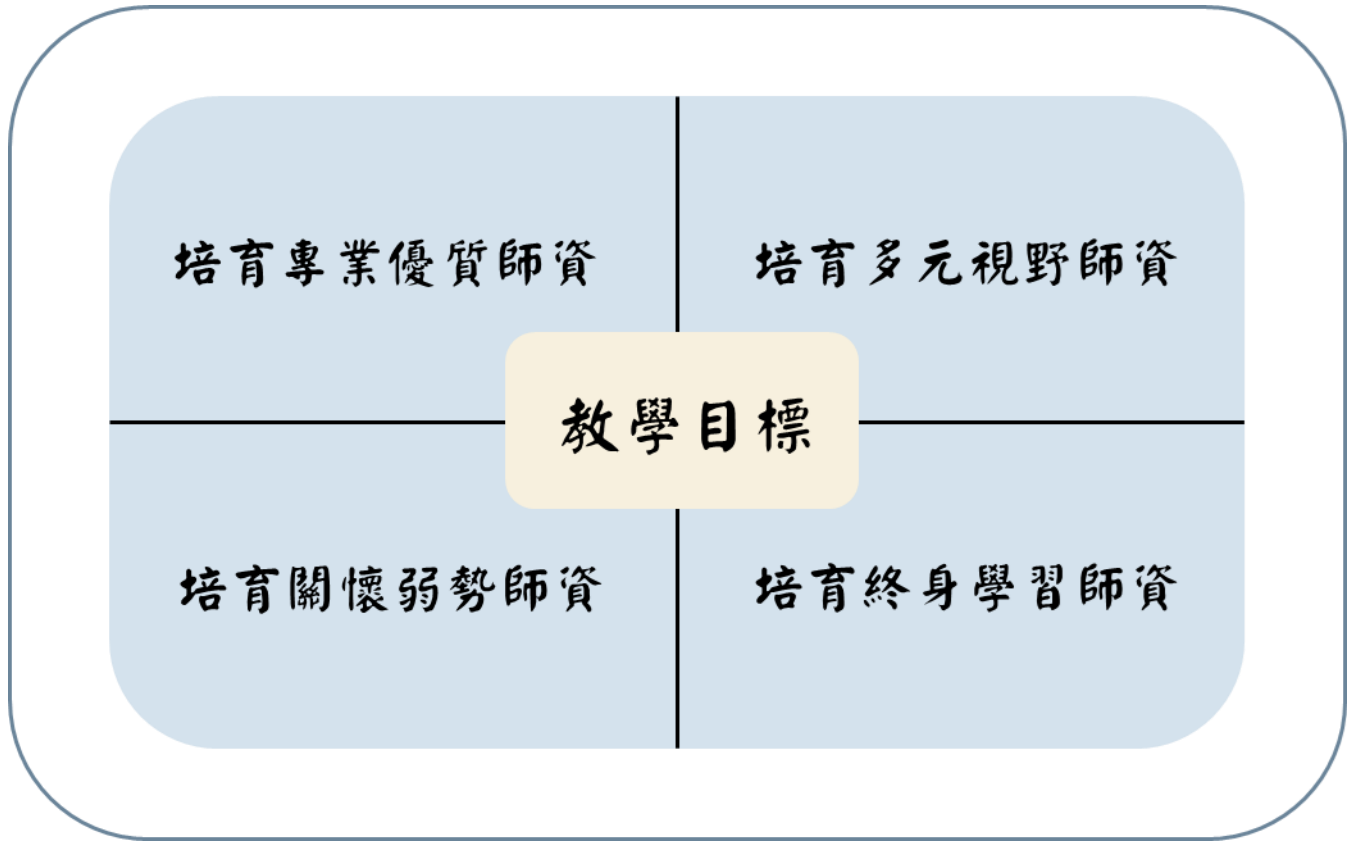 培育專業優質師資
培育多元視野師資
教學目標
培育關懷弱勢師資
培育終身學習師資